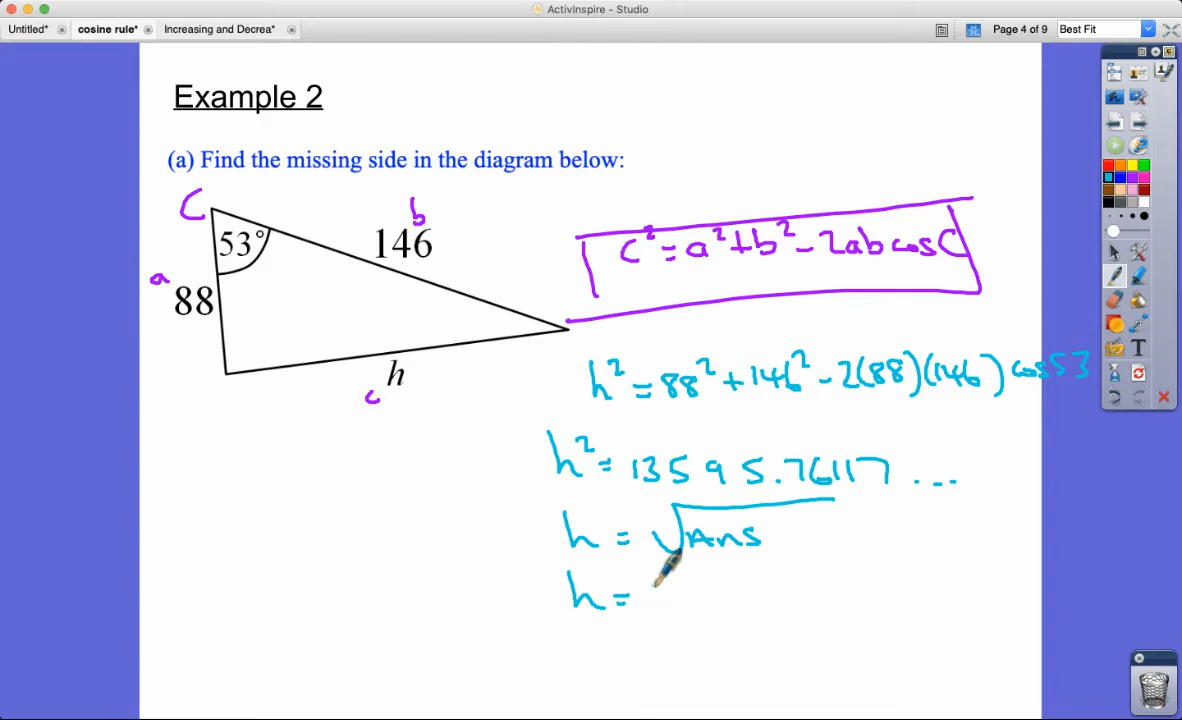 ActivInspire - Studio
Untitled* cosine rule* Increasing and Decrea* Page 4 of 9 Best Fit
Example 2
(a) Find the missing side in the diagram below:
C
b
53° 146
c² = a² + b² - 2ab cos C
a
88
h
c
h² = 88² + 146² - 2(88)(146) cos53
h² = 13595.76117 ...
h = √Ans
h =
T